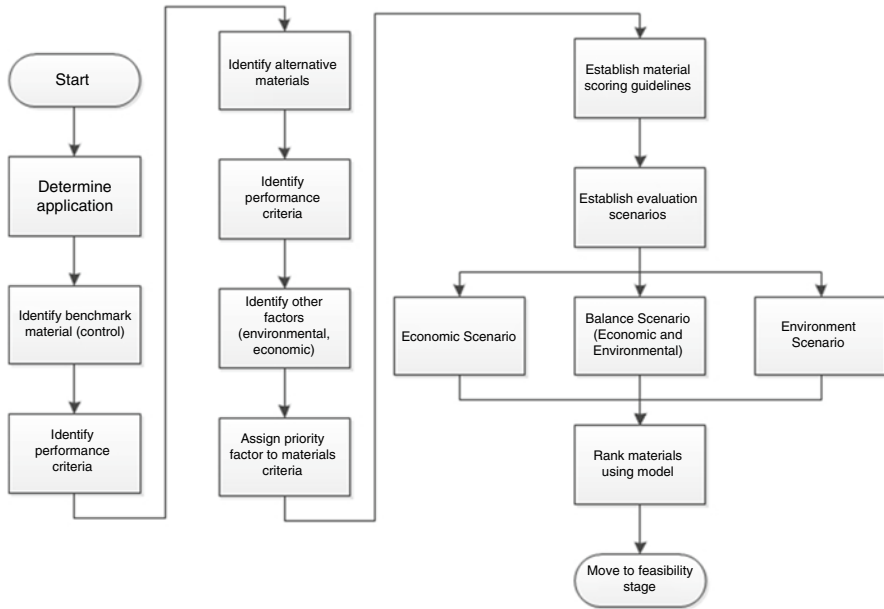 Start
Determine
application
Identify benchmark
material (control)
Identify
performance
criteria
Identify alternative
materials
Identify
performance
criteria
Identify other
factors
(environmental,
economic)
Assign priority
factor to materials
criteria
Establish material
scoring guidelines
Establish evaluation
scenarios
Economic Scenario
Balance Scenario
(Economic and
Environmental)
Environment
Scenario
Rank materials
using model
Move to feasibility
stage